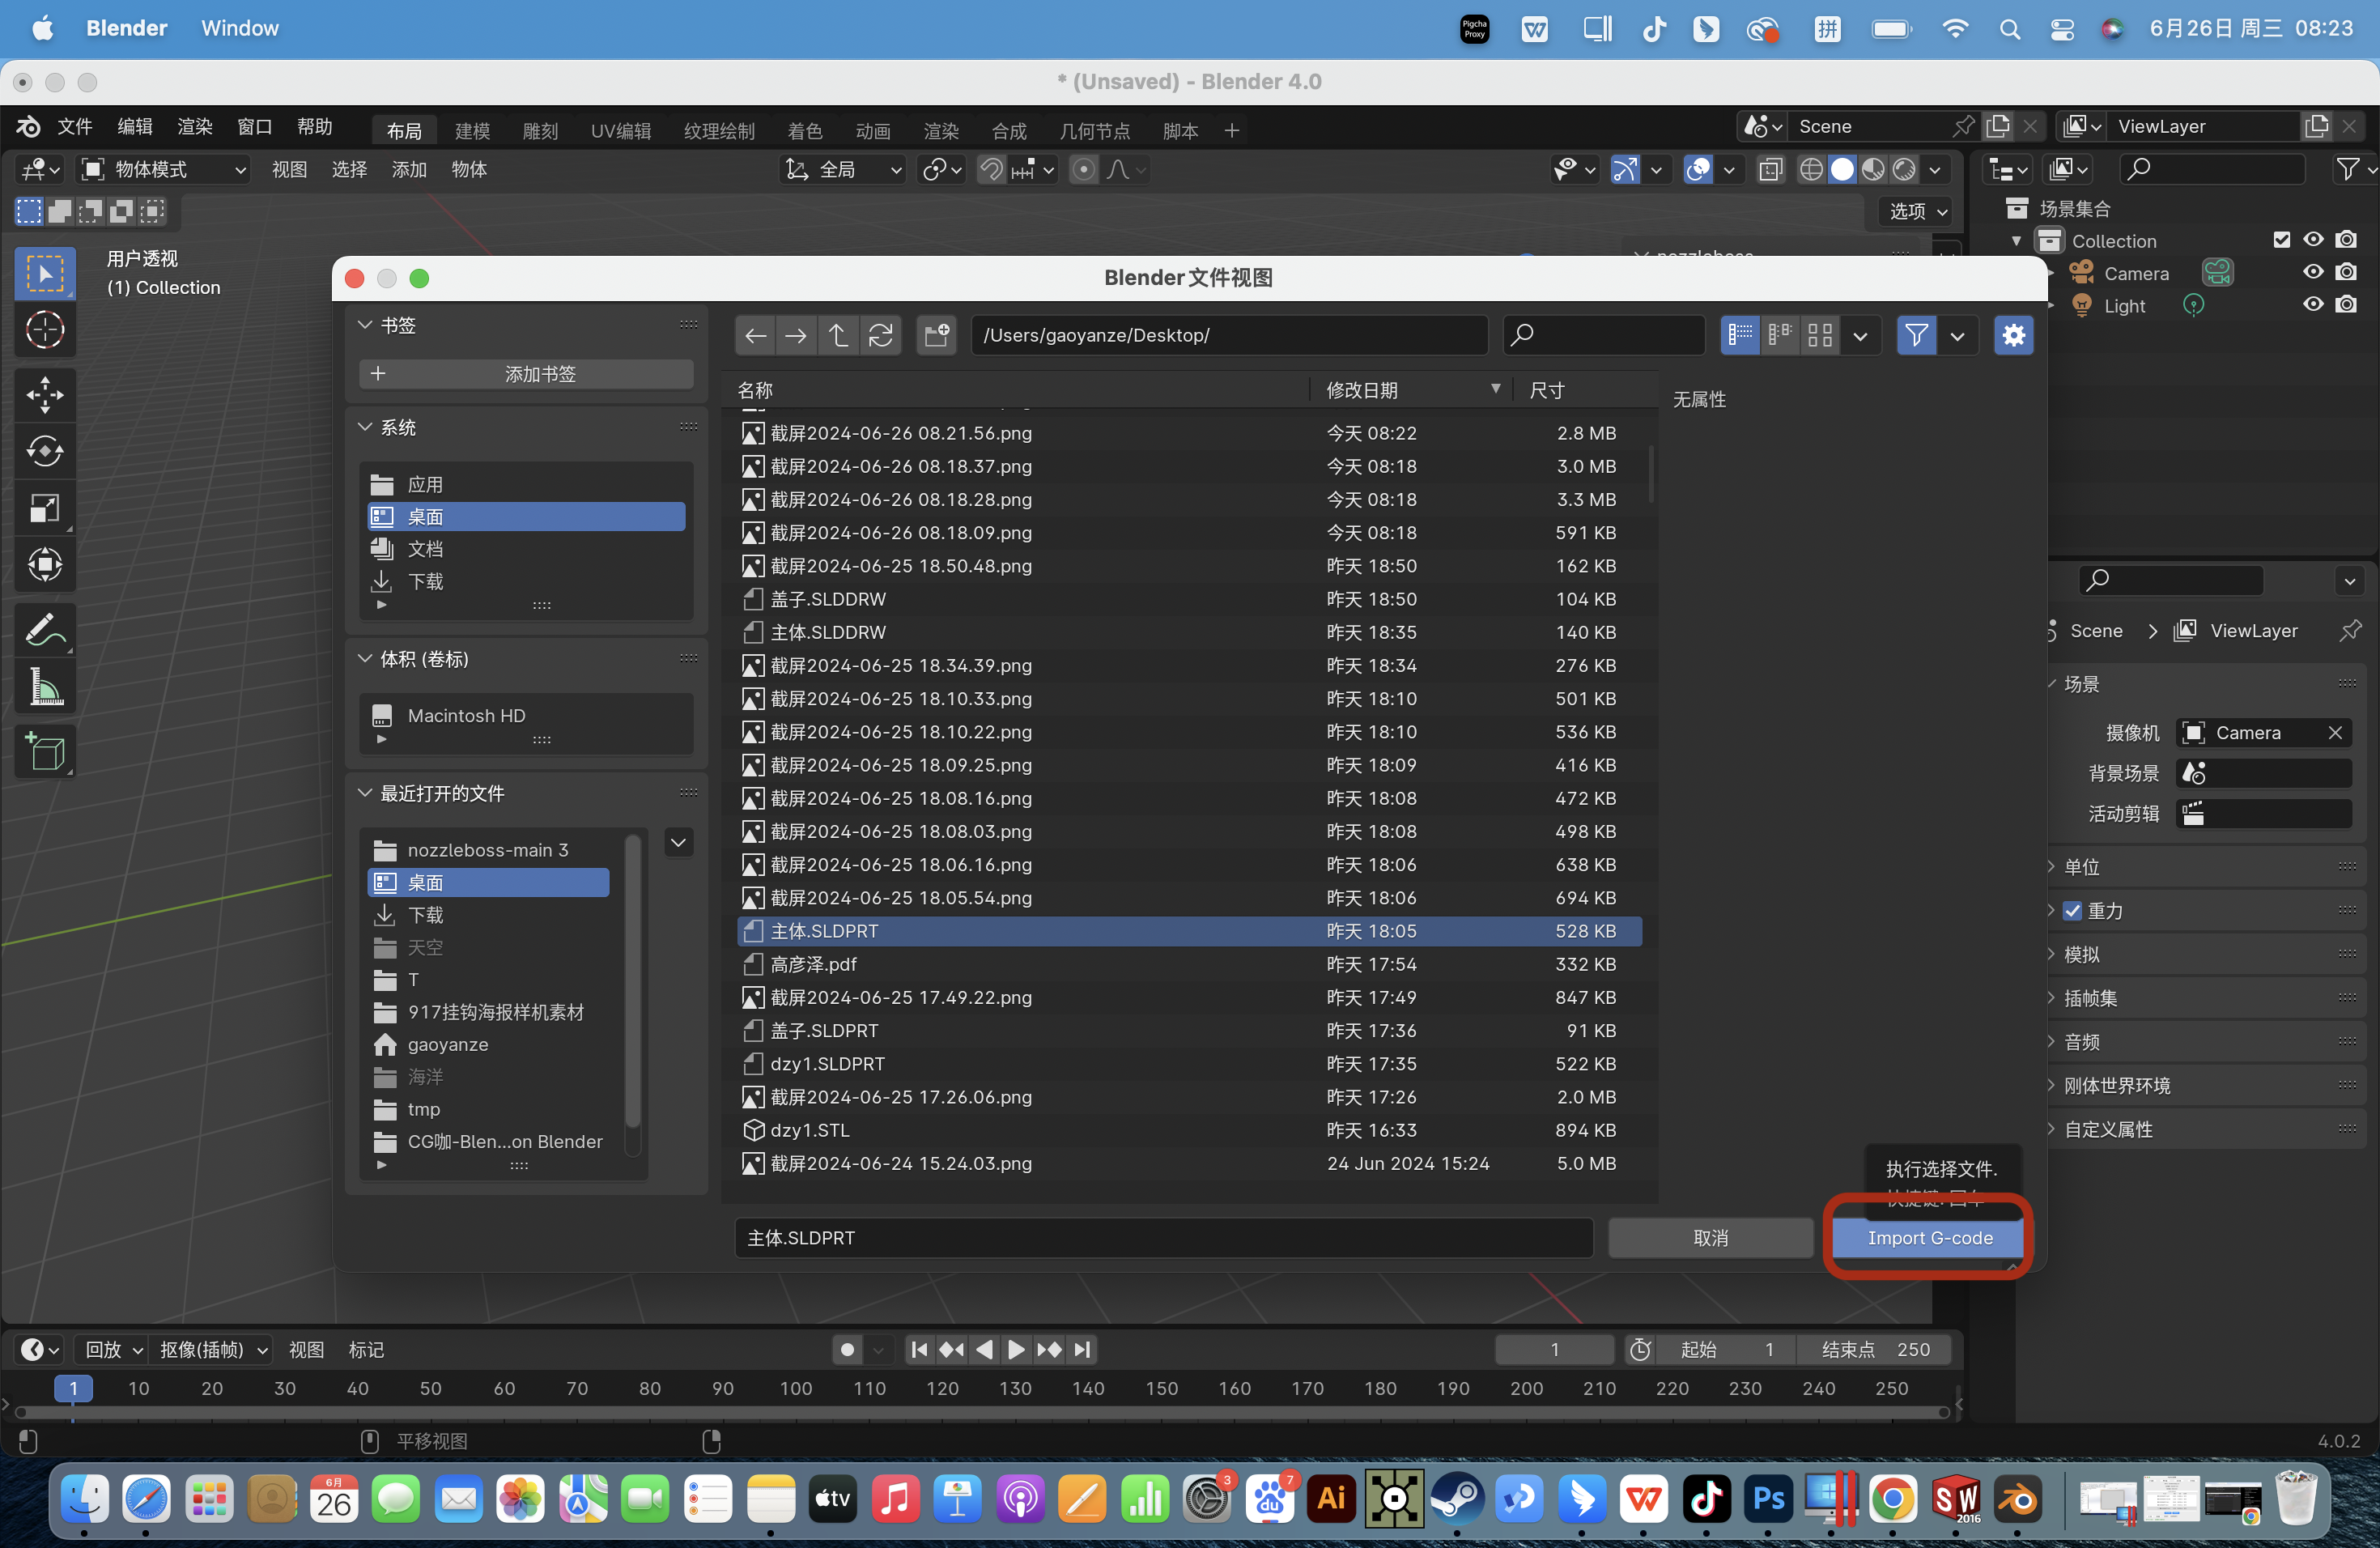 Blender Window
Pigcha Proxy
拼
6月26日 周三 08:23
* (Unsaved) - Blender 4.0
文件 编辑 渲染 窗口 帮助
布局 建模 雕刻 UV编辑 纹理绘制 着色 动画 渲染 合成 几何节点 脚本 +
Scene
ViewLayer
物体模式 视图 选择 添加 物体
全局
选项
用户透视
(1) Collection
场景集合
Collection
Camera
Light
Blender文件视图
书签
添加书签
系统
应用
桌面
文档
下载
体积 (卷标)
Macintosh HD
最近打开的文件
nozzleboss-main 3
桌面
下载
天空
T
917挂钩海报样机素材
gaoyanze
海洋
tmp
CG咖-Blen...on Blender
/Users/gaoyanze/Desktop/
名称 修改日期 尺寸
截屏2024-06-26 08.21.56.png 今天 08:22 2.8 MB
截屏2024-06-26 08.18.37.png 今天 08:18 3.0 MB
截屏2024-06-26 08.18.28.png 今天 08:18 3.3 MB
截屏2024-06-26 08.18.09.png 今天 08:18 591 KB
截屏2024-06-25 18.50.48.png 昨天 18:50 162 KB
盖子.SLDDRW 昨天 18:50 104 KB
主体.SLDDRW 昨天 18:35 140 KB
截屏2024-06-25 18.34.39.png 昨天 18:34 276 KB
截屏2024-06-25 18.10.33.png 昨天 18:10 501 KB
截屏2024-06-25 18.10.22.png 昨天 18:10 536 KB
截屏2024-06-25 18.09.25.png 昨天 18:09 416 KB
截屏2024-06-25 18.08.16.png 昨天 18:08 472 KB
截屏2024-06-25 18.08.03.png 昨天 18:08 498 KB
截屏2024-06-25 18.06.16.png 昨天 18:06 638 KB
截屏2024-06-25 18.05.54.png 昨天 18:06 694 KB
主体.SLDPRT 昨天 18:05 528 KB
高彦泽.pdf 昨天 17:54 332 KB
截屏2024-06-25 17.49.22.png 昨天 17:49 847 KB
盖子.SLDPRT 昨天 17:36 91 KB
dzy1.SLDPRT 昨天 17:35 522 KB
截屏2024-06-25 17.26.06.png 昨天 17:26 2.0 MB
dzy1.STL 昨天 16:33 894 KB
截屏2024-06-24 15.24.03.png 24 Jun 2024 15:24 5.0 MB
无属性
执行选择文件.
主体.SLDPRT
取消
Import G-code
Scene > ViewLayer
场景
摄像机 Camera
背景场景
活动剪辑
单位
重力
模拟
插帧集
音频
刚体世界环境
自定义属性
回放 抠像(插帧) 视图 标记
1
起始 1
结束点 250
1 10 20 30 40 50 60 70 80 90 100 110 120 130 140 150 160 170 180 190 200 210 220 230 240 250
平移视图
4.0.2
6月
26
tv
3
du
7
Ai
Ps
SW
2016